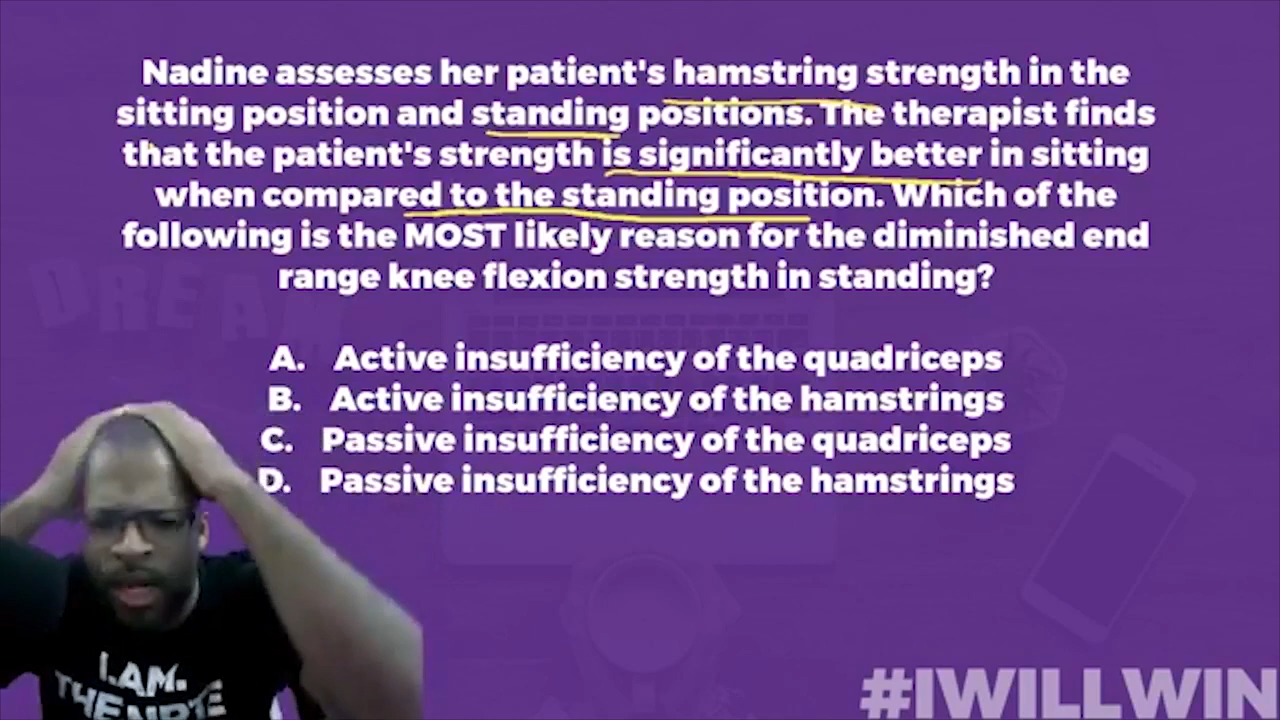 Nadine assesses her patient's hamstring strength in the
sitting position and standing positions. The therapist finds
that the patient's strength is significantly better in sitting
when compared to the standing position. Which of the
following is the MOST likely reason for the diminished end
range knee flexion strength in standing?
A. Active insufficiency of the quadriceps
B. Active insufficiency of the hamstrings
C. Passive insufficiency of the quadriceps
D. Passive insufficiency of the hamstrings
DREAM
I.AM.
THENPTE
#IWILLWIN